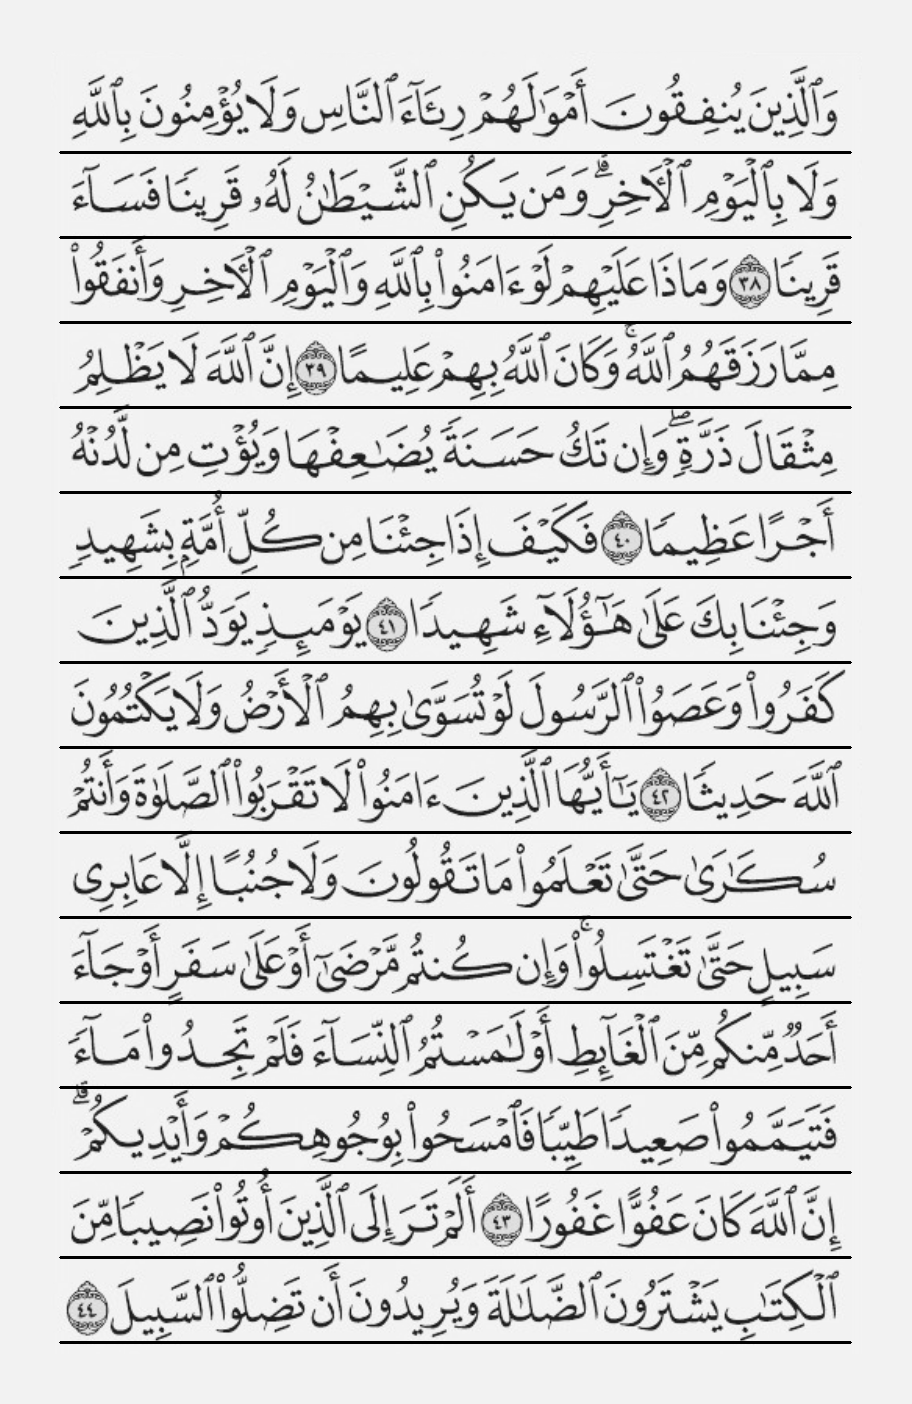 وَٱلَّذِينَ يُنفِقُونَ أَمْوَٰلَهُمْ رِئَآءَ ٱلنَّاسِ وَلَا يُؤْمِنُونَ بِٱللَّهِ
وَلَا بِٱلْيَوْمِ ٱلْـَٔاخِرِ ۗ وَمَن يَكُنِ ٱلشَّيْطَـٰنُ لَهُۥ قَرِينًا فَسَآءَ
قَرِينًا ٣٨ وَمَاذَا عَلَيْهِمْ لَوْ ءَامَنُوا۟ بِٱللَّهِ وَٱلْيَوْمِ ٱلْـَٔاخِرِ وَأَنفَقُوا۟
مِمَّا رَزَقَهُمُ ٱللَّهُ ۚ وَكَانَ ٱللَّهُ بِهِمْ عَلِيمًا ٣٩ إِنَّ ٱللَّهَ لَا يَظْلِمُ
مِثْقَالَ ذَرَّةٍ ۖ وَإِن تَكُ حَسَنَةً يُضَـٰعِفْهَا وَيُؤْتِ مِن لَّدُنْهُ
أَجْرًا عَظِيمًا ٤٠ فَكَيْفَ إِذَا جِئْنَا مِن كُلِّ أُمَّةٍۭ بِشَهِيدٍ
وَجِئْنَا بِكَ عَلَىٰ هَـٰٓؤُلَآءِ شَهِيدًا ٤١ يَوْمَئِذٍ يَوَدُّ ٱلَّذِينَ
كَفَرُوا۟ وَعَصَوُا۟ ٱلرَّسُولَ لَوْ تُسَوَّىٰ بِهِمُ ٱلْأَرْضُ وَلَا يَكْتُمُونَ
ٱللَّهَ حَدِيثًا ٤٢ يَـٰٓأَيُّهَا ٱلَّذِينَ ءَامَنُوا۟ لَا تَقْرَبُوا۟ ٱلصَّلَوٰةَ وَأَنتُمْ
سُكَـٰرَىٰ حَتَّىٰ تَعْلَمُوا۟ مَا تَقُولُونَ وَلَا جُنُبًا إِلَّا عَابِرِى
سَبِيلٍ حَتَّىٰ تَغْتَسِلُوا۟ ۚ وَإِن كُنتُم مَّرْضَىٰٓ أَوْ عَلَىٰ سَفَرٍ أَوْ جَآءَ
أَحَدٌ مِّنكُم مِّنَ ٱلْغَآئِطِ أَوْ لَـٰمَسْتُمُ ٱلنِّسَآءَ فَلَمْ تَجِدُوا۟ مَآءً
فَتَيَمَّمُوا۟ صَعِيدًا طَيِّبًا فَٱمْسَحُوا۟ بِوُجُوهِكُمْ وَأَيْدِيكُمْ ۗ
إِنَّ ٱللَّهَ كَانَ عَفُوًّا غَفُورًا ٤٣ أَلَمْ تَرَ إِلَى ٱلَّذِينَ أُوتُوا۟ نَصِيبًا مِّنَ
ٱلْكِتَـٰبِ يَشْتَرُونَ ٱلضَّلَـٰلَةَ وَيُرِيدُونَ أَن تَضِلُّوا۟ ٱلسَّبِيلَ ٤٤